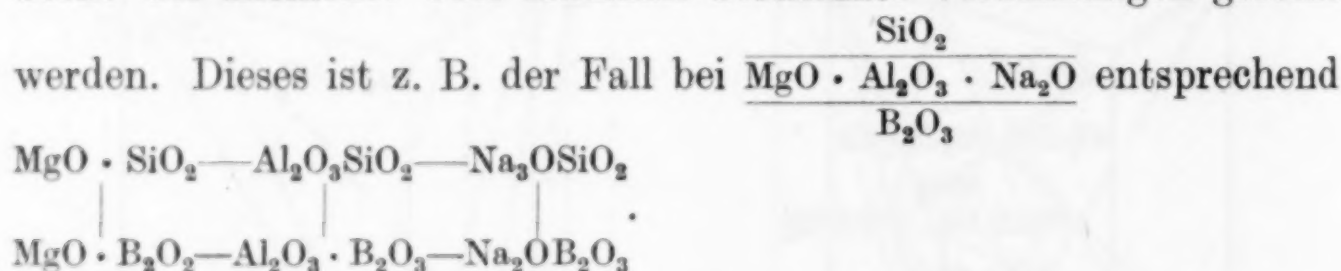 SiO₂
werden. Dieses ist z. B. der Fall bei MgO · Al₂O₃ · Na₂O entsprechend
B₂O₃
MgO · SiO₂—Al₂O₃SiO₂—Na₃OSiO₂
MgO · B₂O₂—Al₂O₃ · B₂O₃—Na₂OB₂O₃.